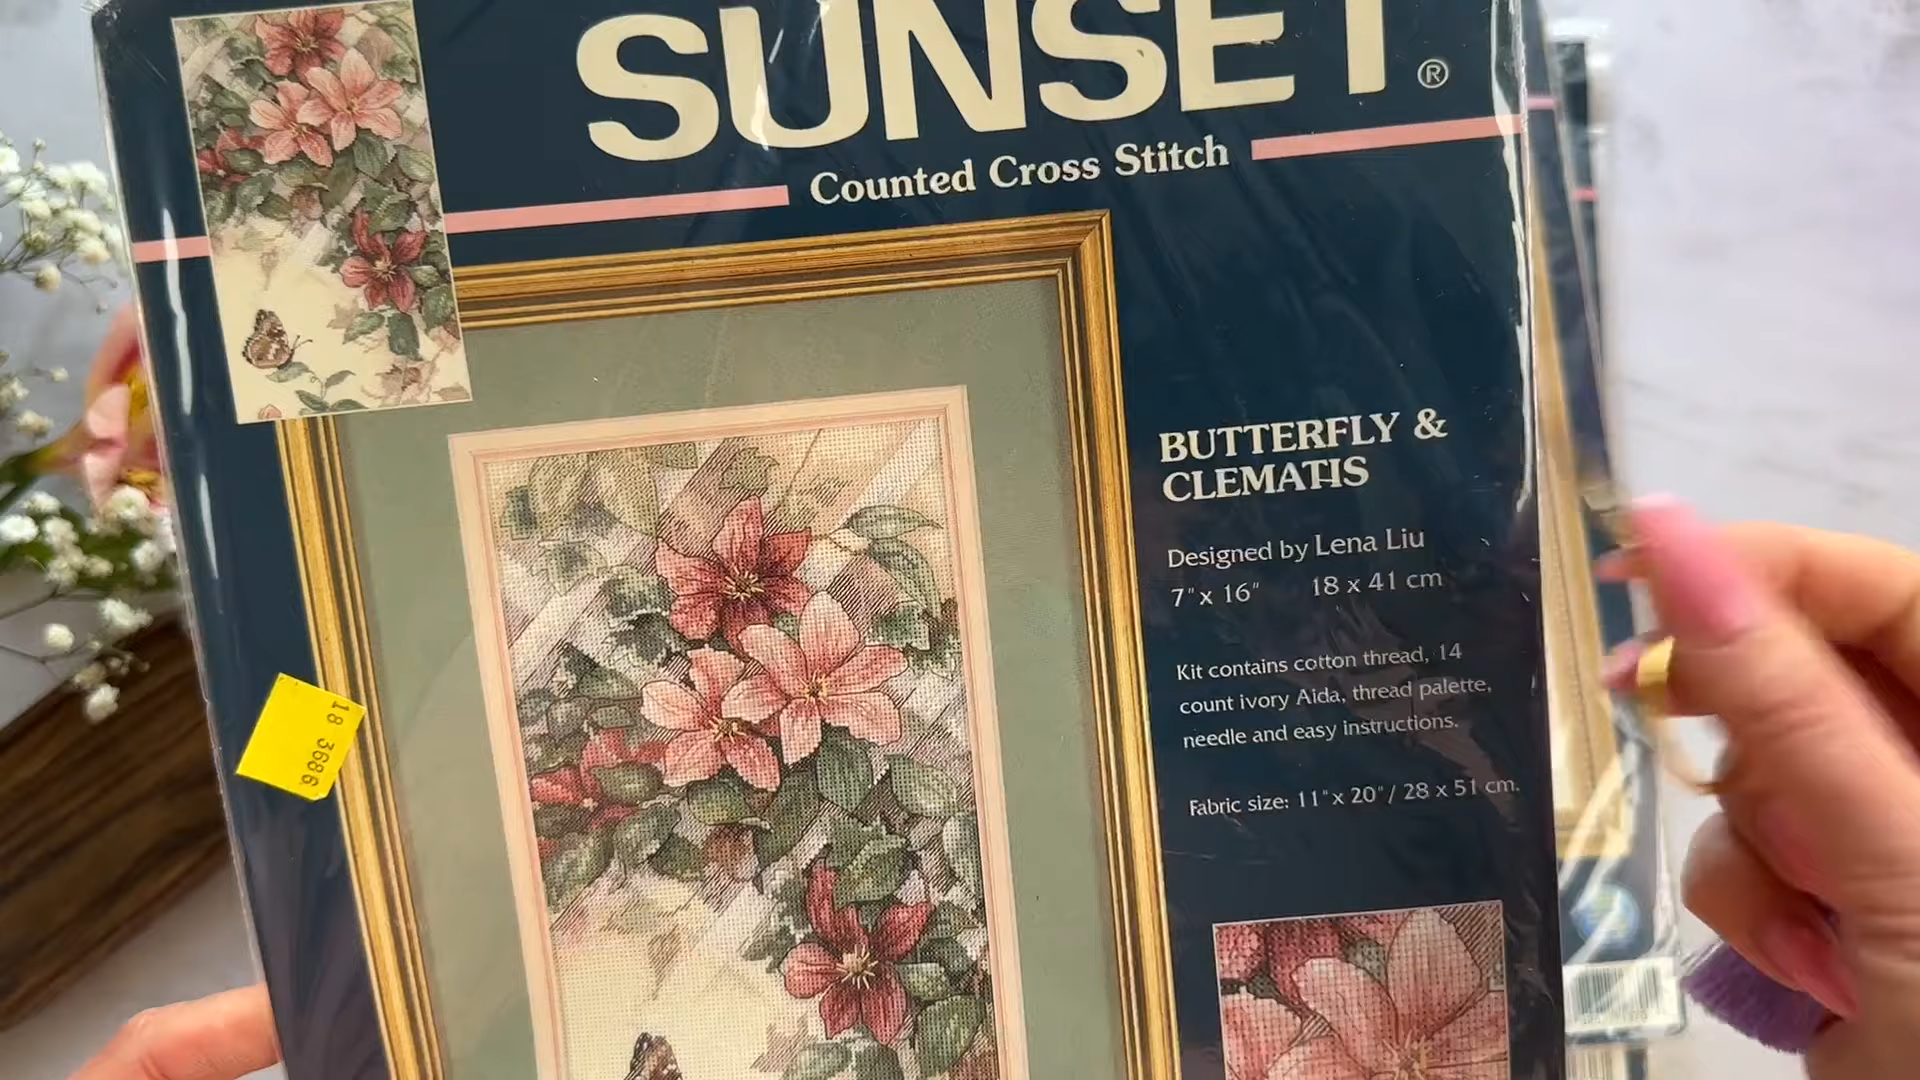 SUNSET®
Counted Cross Stitch
BUTTERFLY &
CLEMATIS
Designed by Lena Liu
7" x 16" 18 x 41 cm
Kit contains cotton thread, 14
count ivory Aida, thread palette,
needle and easy instructions.
Fabric size: 11" x 20" / 28 x 51 cm.
18 3686